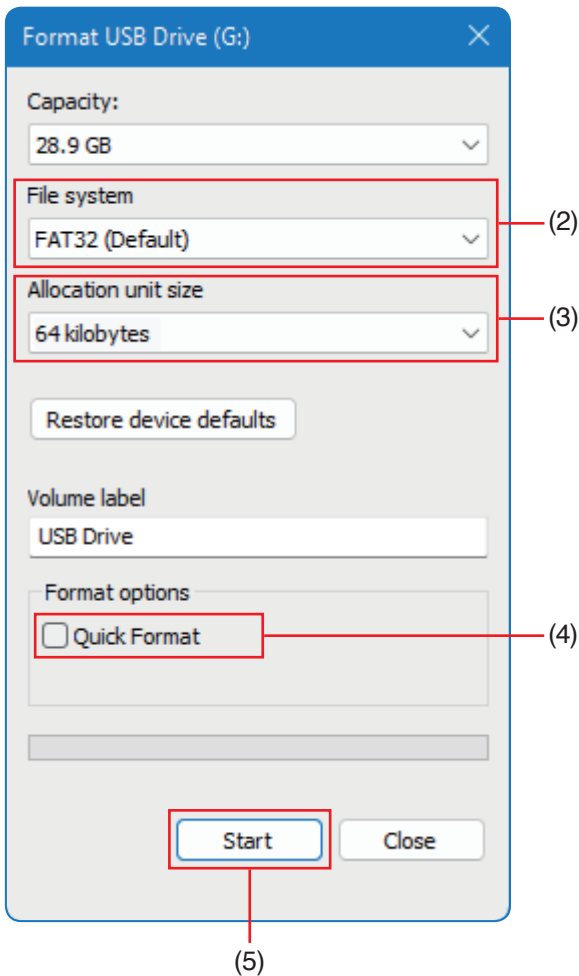 Format USB Drive (G:)
Capacity:
28.9 GB
File system
FAT32 (Default)
(2)
Allocation unit size
64 kilobytes
(3)
Restore device defaults
Volume label
USB Drive
Format options
Quick Format
(4)
Start
Close
(5)